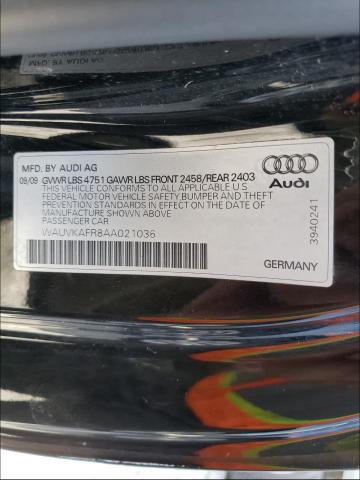 MFD. BY AUDI AG
09/09 GVWR LBS 4751 GAWR LBS FRONT 2458/REAR 2403
THIS VEHICLE CONFORMS TO ALL APPLICABLE U S
FEDERAL MOTOR VEHICLE SAFETY BUMPER AND THEFT
PREVENTION STANDARDS IN EFFECT ON THE DATE OF
MANUFACTURE SHOWN ABOVE
PASSENGER CAR
WAUVKAFR8AA021036
Audi
3940241
GERMANY